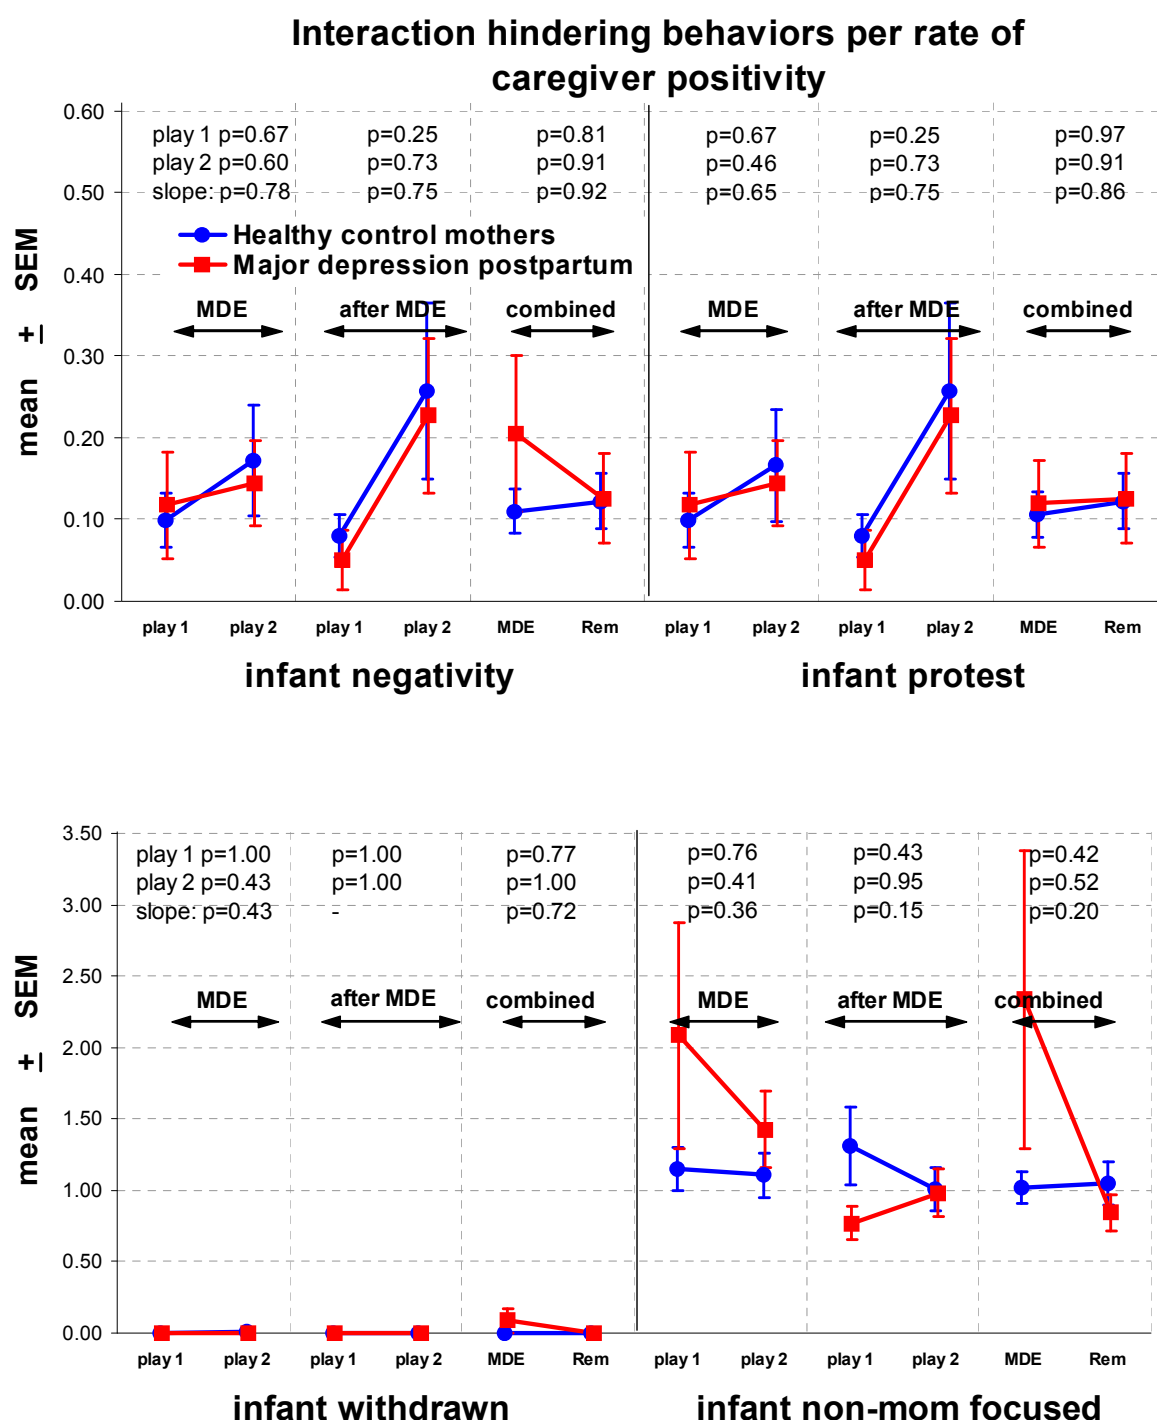 Interaction hindering behaviors per rate of
caregiver positivity
mean ± SEM
0.60
0.50
0.40
0.30
0.20
0.10
0.00
play 1 p=0.67 p=0.25 p=0.81 p=0.67 p=0.25 p=0.97
play 2 p=0.60 p=0.73 p=0.91 p=0.46 p=0.73 p=0.91
slope: p=0.78 p=0.75 p=0.92 p=0.65 p=0.75 p=0.86
Healthy control mothers
Major depression postpartum
MDE after MDE combined MDE after MDE combined
play 1 play 2 play 1 play 2 MDE Rem play 1 play 2 play 1 play 2 MDE Rem
infant negativity infant protest
mean ± SEM
3.50
3.00
2.50
2.00
1.50
1.00
0.50
0.00
play 1 p=1.00 p=1.00 p=0.77 p=0.76 p=0.43 p=0.42
play 2 p=0.43 p=1.00 p=1.00 p=0.41 p=0.95 p=0.52
slope: p=0.43 - p=0.72 p=0.36 p=0.15 p=0.20
MDE after MDE combined MDE after MDE combined
play 1 play 2 play 1 play 2 MDE Rem play 1 play 2 play 1 play 2 MDE Rem
infant withdrawn infant non-mom focused